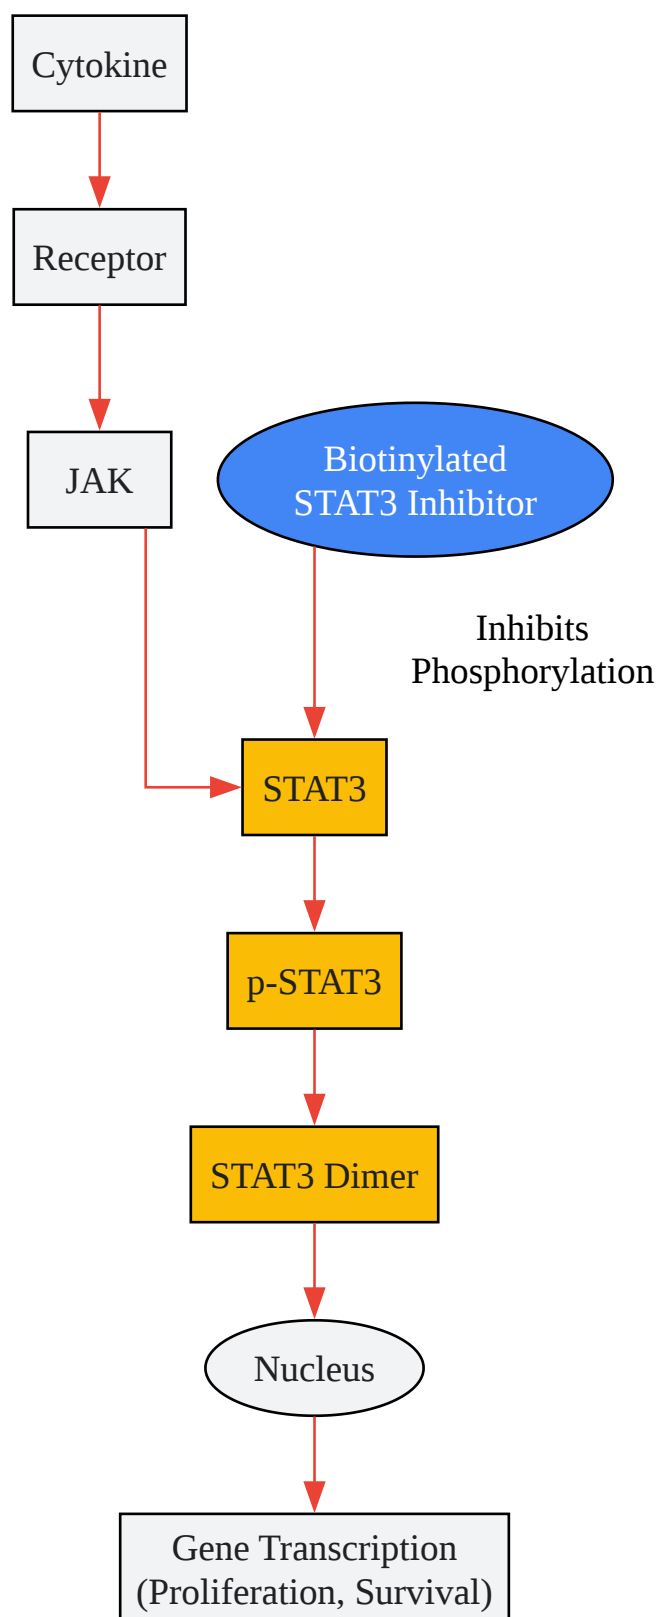 Cytokine
Receptor
JAK
Biotinylated
STAT3 Inhibitor
Inhibits
Phosphorylation
STAT3
p-STAT3
STAT3 Dimer
Nucleus
Gene Transcription
(Proliferation, Survival)